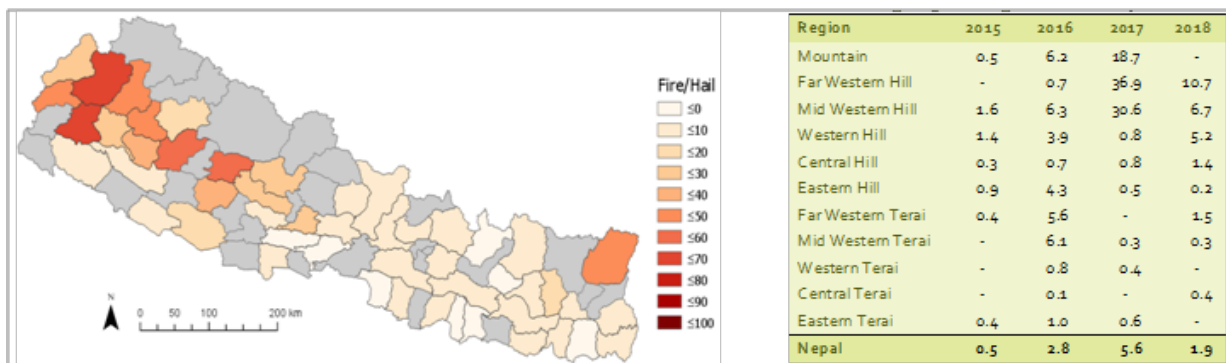 Fire/Hail
≤0
≤10
≤20
≤30
≤40
≤50
≤60
≤70
≤80
≤90
≤100
N
0 50 100 200 km
Region 2015 2016 2017 2018
Mountain 0.5 6.2 18.7 -
Far Western Hill - 0.7 36.9 10.7
Mid Western Hill 1.6 6.3 30.6 6.7
Western Hill 1.4 3.9 0.8 5.2
Central Hill 0.3 0.7 0.8 1.4
Eastern Hill 0.9 4.3 0.5 0.2
Far Western Terai 0.4 5.6 - 1.5
Mid Western Terai - 6.1 0.3 0.3
Western Terai - 0.8 0.4 -
Central Terai - 0.1 - 0.4
Eastern Terai 0.4 1.0 0.6 -
Nepal 0.5 2.8 5.6 1.9